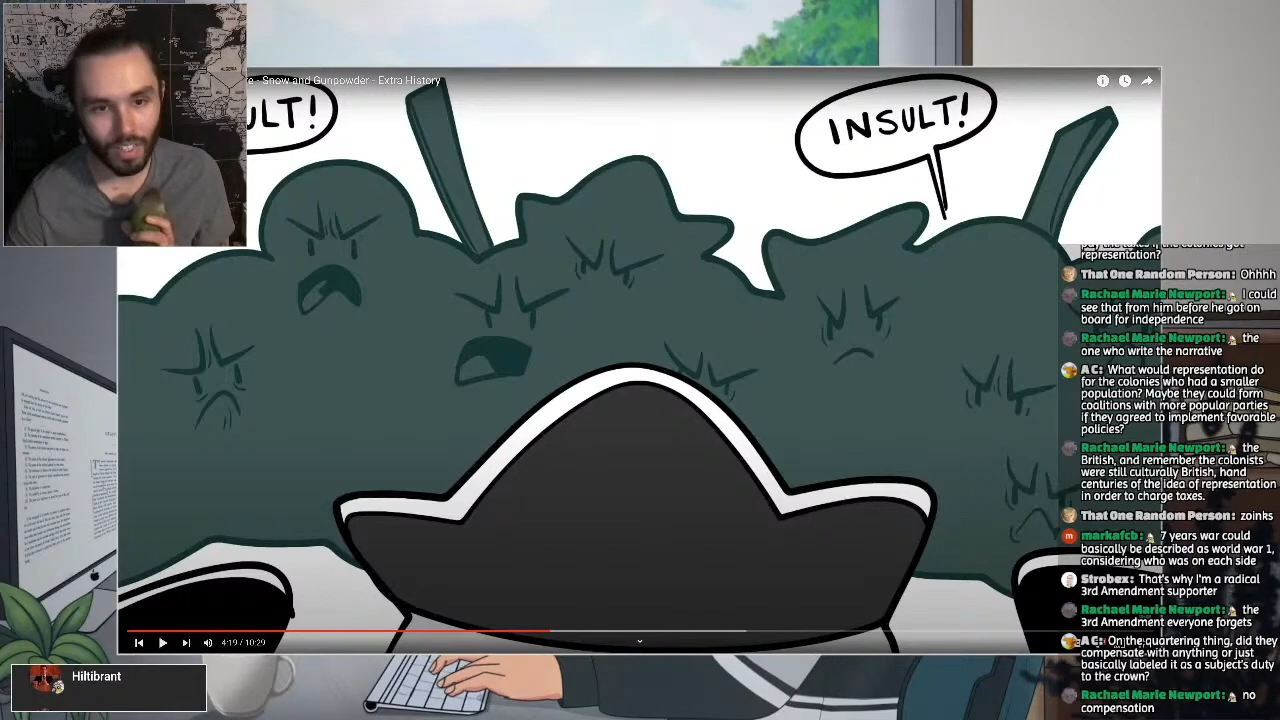 USA
ALGERIA
re - Snow and Gunpowder - Extra History
ULT!
INSULT!
pay the taxes if the colonies got
representation?
That One Random Person: Ohhhh
Rachael Marie Newport: I could
see that from him before he got on
board for independence
Rachael Marie Newport: the
one who write the narrative
A C: What would representation do
for the colonies who had a smaller
population? Maybe they could form
coalitions with more popular parties
if they agreed to implement favorable
policies?
Rachael Marie Newport: the
British, and remember the colonists
were still culturally British, hand
centuries of the idea of representation
in order to charge taxes.
That One Random Person: zoinks
markafcb: 7 years war could
basically be described as world war 1,
considering who was on each side
Strobex: That's why I'm a radical
3rd Amendment supporter
Rachael Marie Newport: the
3rd Amendment everyone forgets
A C: On the quartering thing, did they
compensate with anything or just
basically labeled it as a subject's duty
to the crown?
Rachael Marie Newport: no
compensation
4:19 / 10:29
Hiltibrant